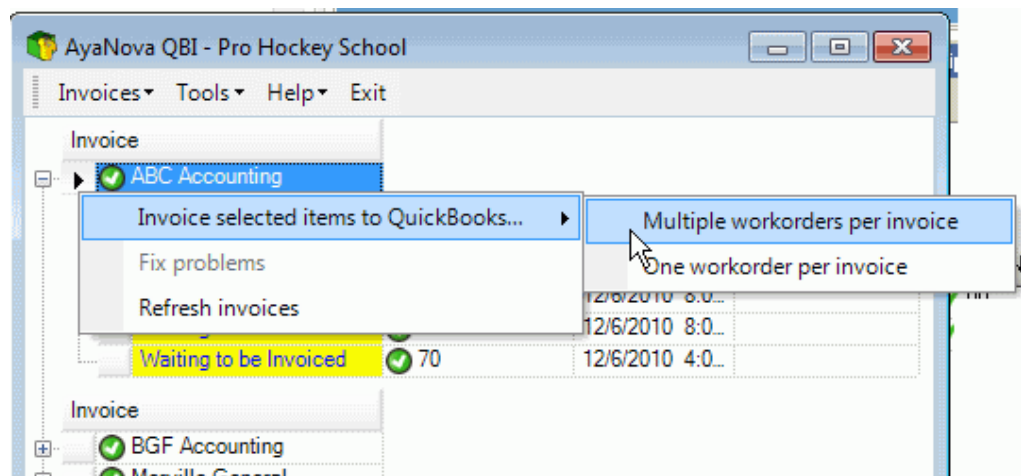 AyaNova QBI - Pro Hockey School
Invoices Tools Help Exit
Invoice
ABC Accounting
Invoice selected items to QuickBooks...
Multiple workorders per invoice
Fix problems
One workorder per invoice
Refresh invoices
12/6/2010 8:0...
12/6/2010 8:0...
Waiting to be Invoiced 70 12/6/2010 4:0...
Invoice
BGF Accounting